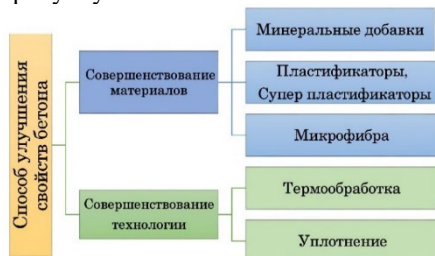 Способ улучшения
свойств бетона
Совершенствование
материалов
Минеральные добавки
Пластификаторы,
Супер пластификаторы
Микрофибра
Совершенствование
технологии
Термообработка
Уплотнение